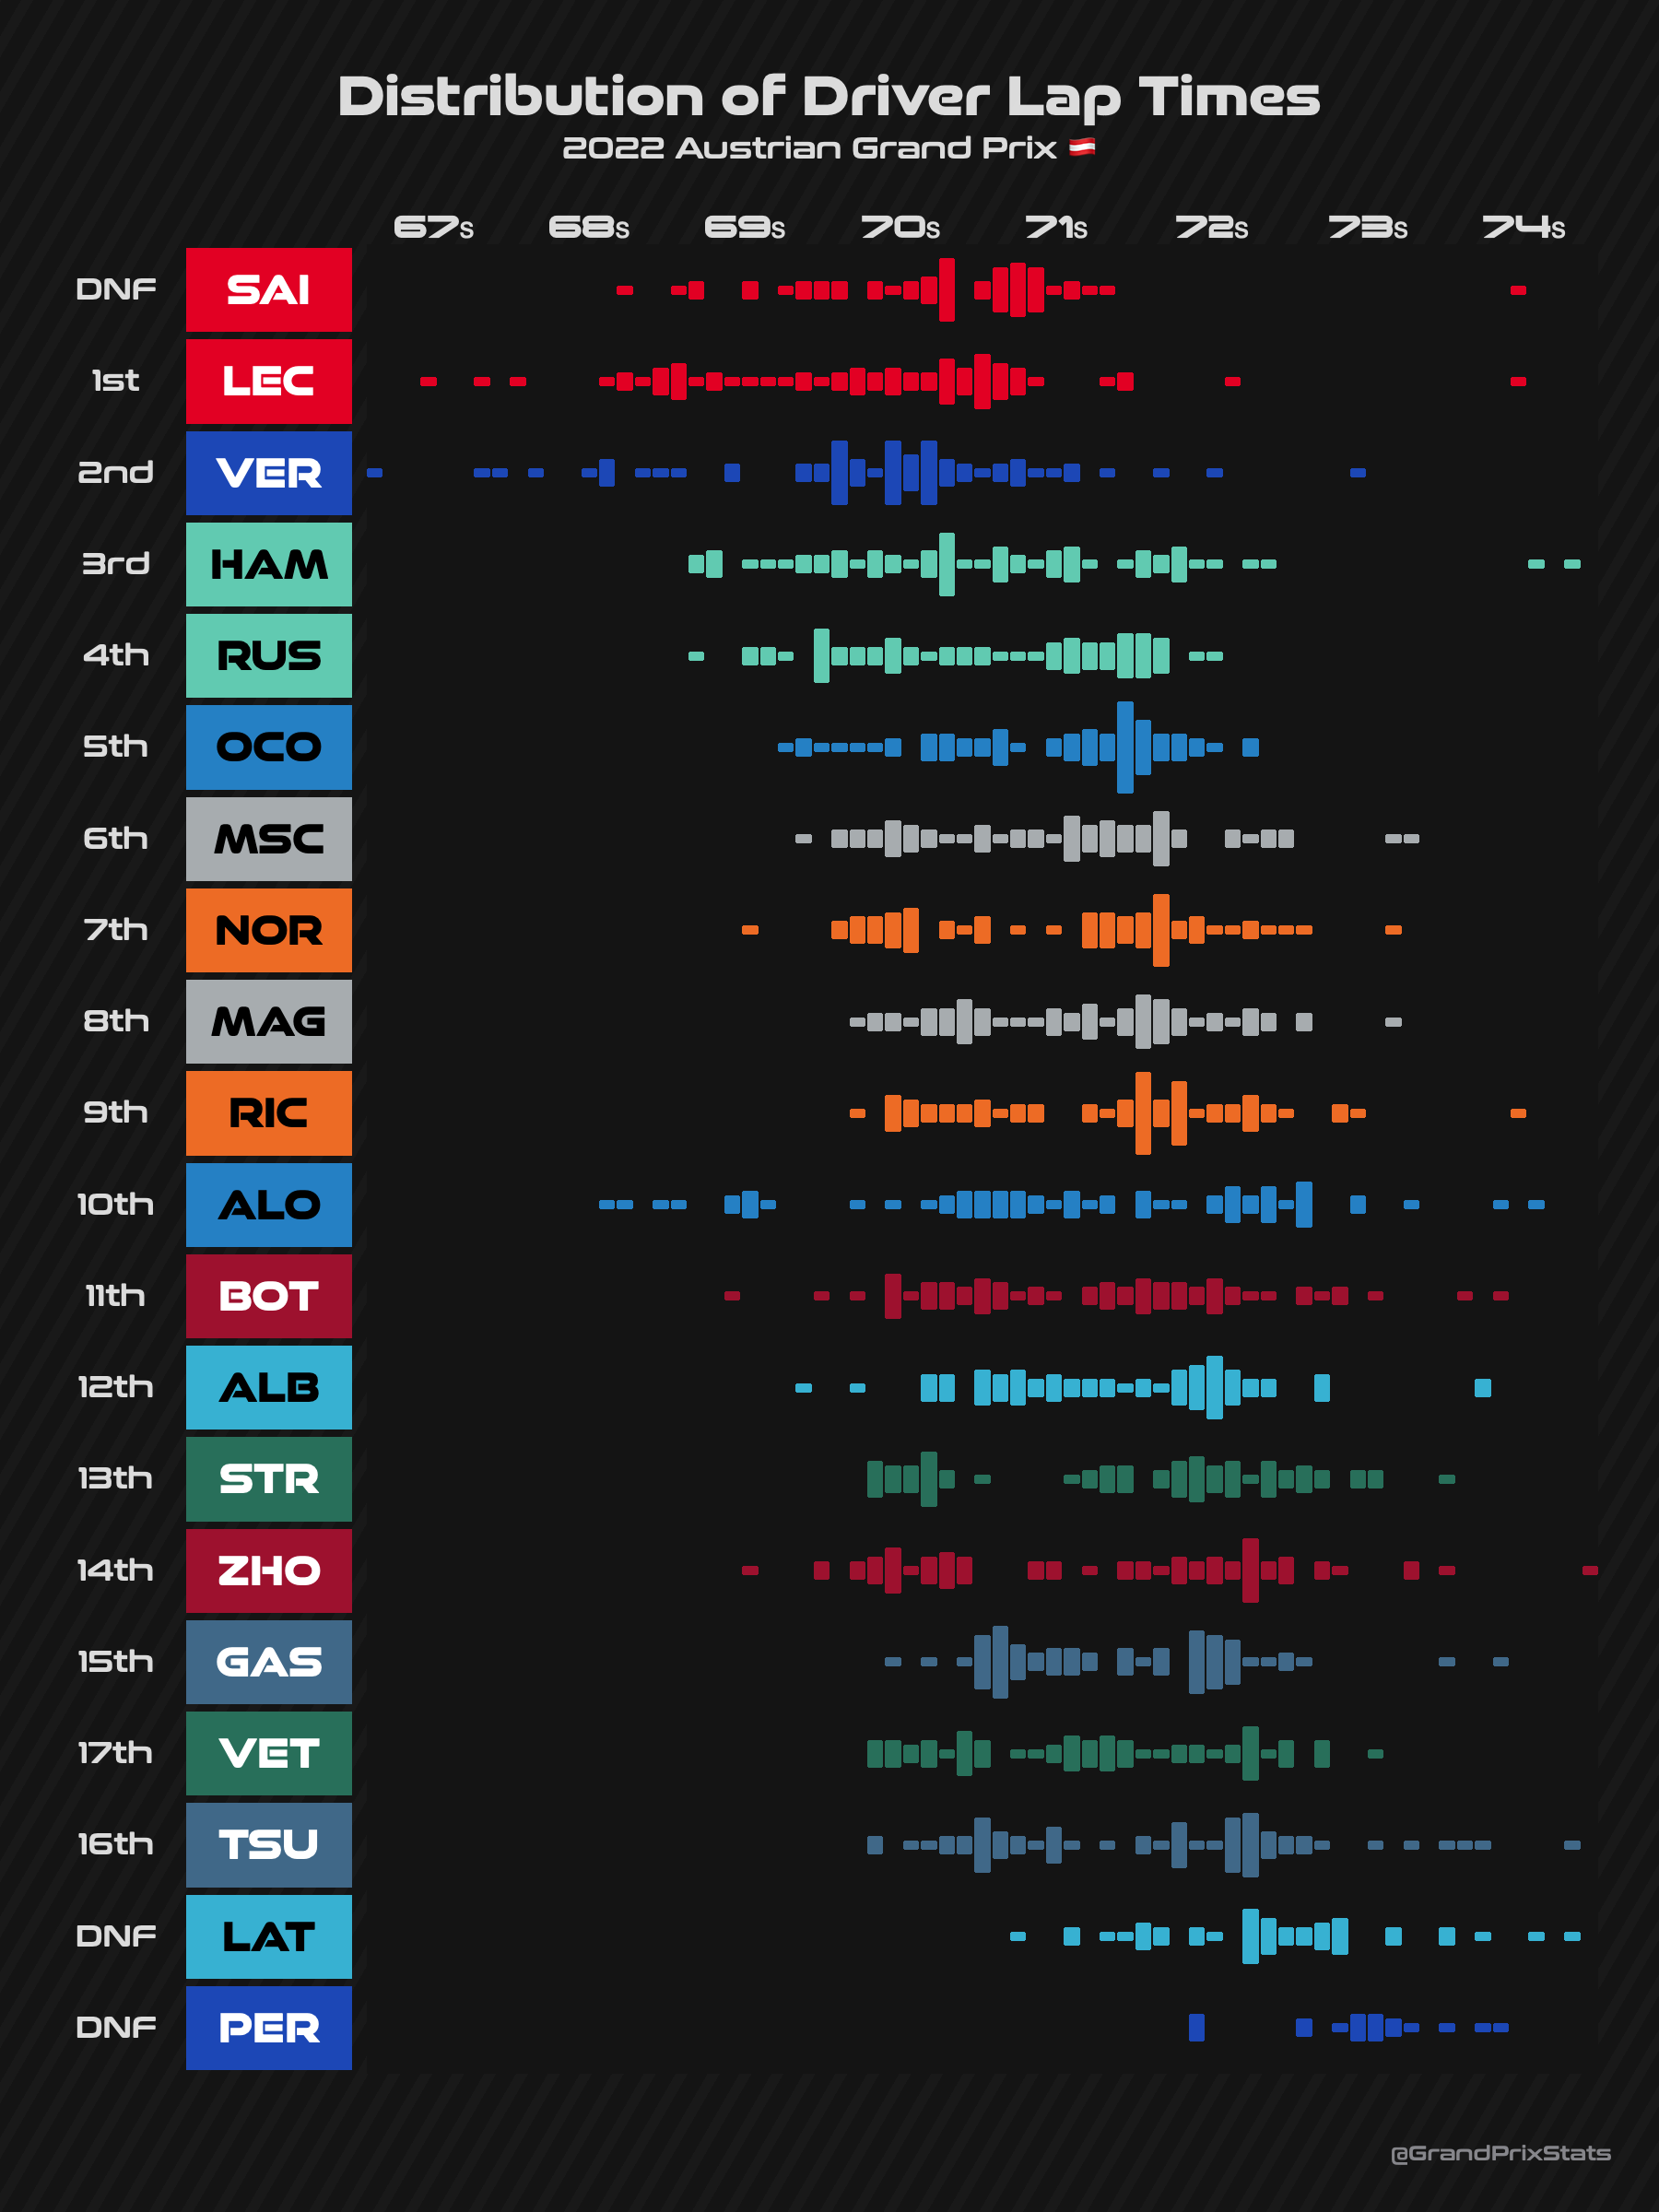 Distribution of Driver Lap Times
2022 Austrian Grand Prix 🇦🇹
67s 68s 69s 70s 71s 72s 73s 74s
DNF SAI
1st LEC
2nd VER
3rd HAM
4th RUS
5th OCO
6th MSC
7th NOR
8th MAG
9th RIC
10th ALO
11th BOT
12th ALB
13th STR
14th ZHO
15th GAS
17th VET
16th TSU
DNF LAT
DNF PER
@GrandPrixStats